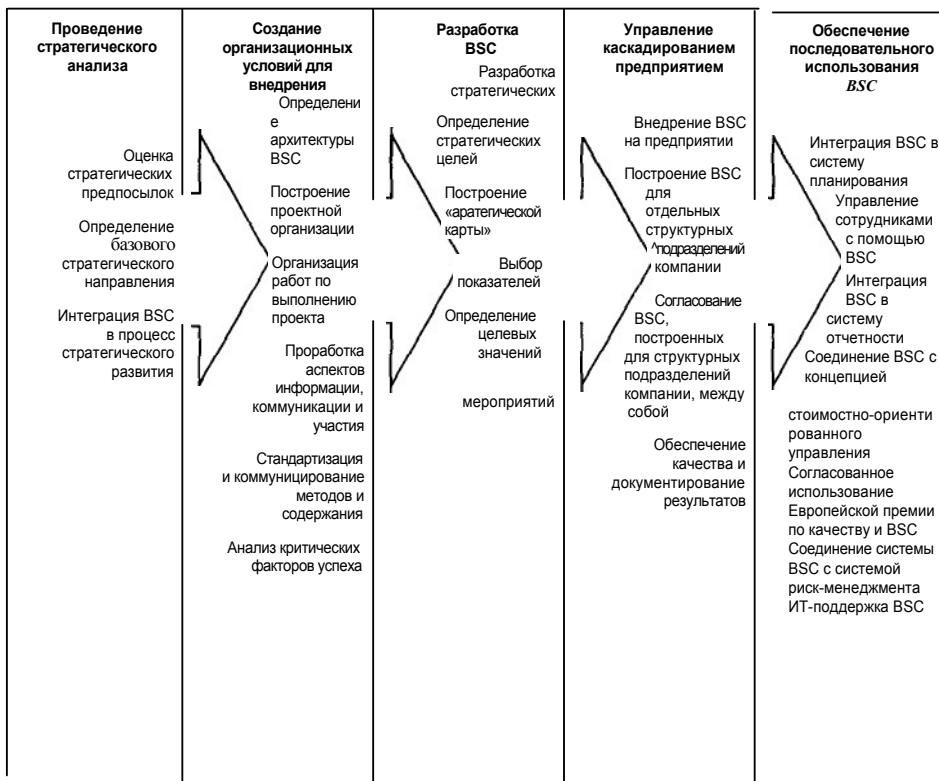 Проведение
стратегического
анализа
Оценка
стратегических
предпосылок
Определение
базового
стратегического
направления
Интеграция BSC
в процесс
стратегического
развития
Создание
организационных
условий для
внедрения
Определени
е
архитектуры
BSC
Построение
проектной
организации
Организация
работ по
выполнению
проекта
Проработка
аспектов
информации,
коммуникации и
участия
Стандартизация
и коммуницирование
методов и
содержания
Анализ критических
факторов успеха
Разработка
BSC
Разработка
стратегических
Определение
стратегических
целей
Построение
«аратегической
карты»
Выбор
показателей
Определение
целевых
значений
мероприятий
Управление
каскадированием
предприятием
Внедрение BSC
на предприятии
Построение BSC
для
отдельных
структурных
^подразделений
компании
Согласование
BSC,
построенных
для структурных
подразделений
компании, между
собой
Обеспечение
качества и
документирование
результатов
Обеспечение
последовательного
использования
BSC
Интеграция BSC в
систему
планирования
Управление
сотрудниками
с помощью
BSC
Интеграция
BSC в
систему
отчетности
Соединение BSC с
концепцией
стоимостно-ориенти
рованного
управления
Согласованное
использование
Европейской премии
по качеству и BSC
Соединение системы
BSC с системой
риск-менеджмента
ИТ-поддержка BSC